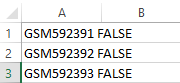 A B
1 GSM592391 FALSE
2 GSM592392 FALSE
3 GSM592393 FALSE